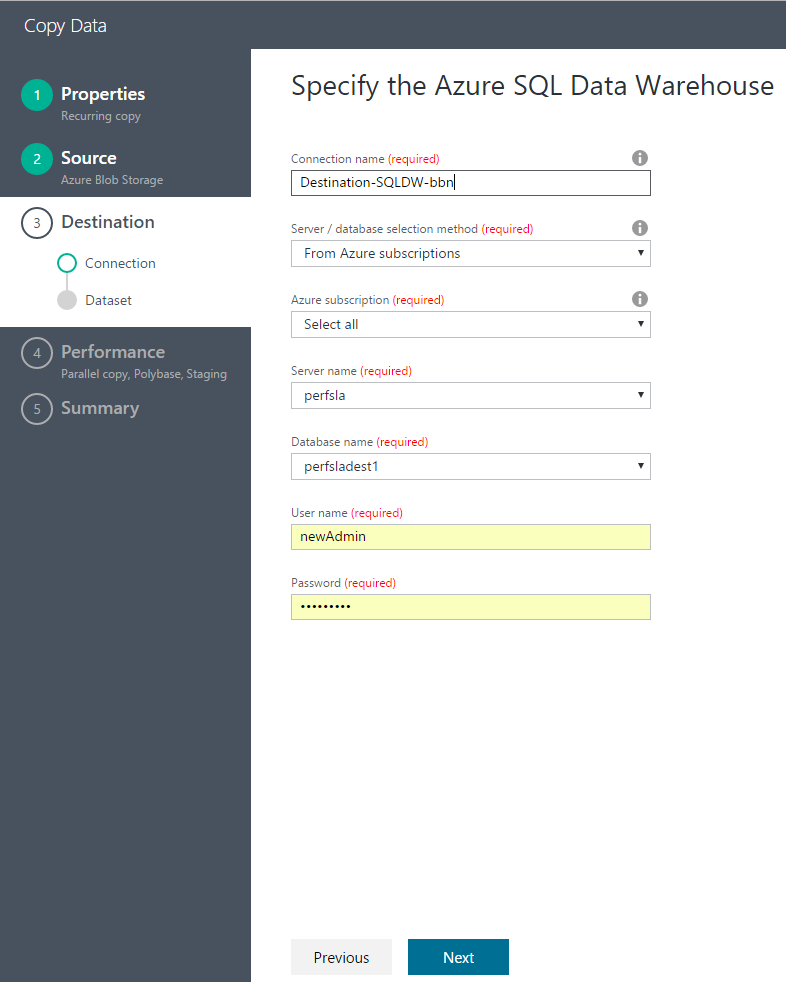 Copy Data
1
Properties
Recurring copy
2
Source
Azure Blob Storage
3
Destination
Connection
Dataset
4
Performance
Parallel copy, Polybase, Staging
5
Summary
Specify the Azure SQL Data Warehouse
Connection name (required)
Destination-SQLDW-bbn
Server / database selection method (required)
From Azure subscriptions
Azure subscription (required)
Select all
Server name (required)
perfsla
Database name (required)
perfsladest1
User name (required)
newAdmin
Password (required)
•••••••••
Previous
Next